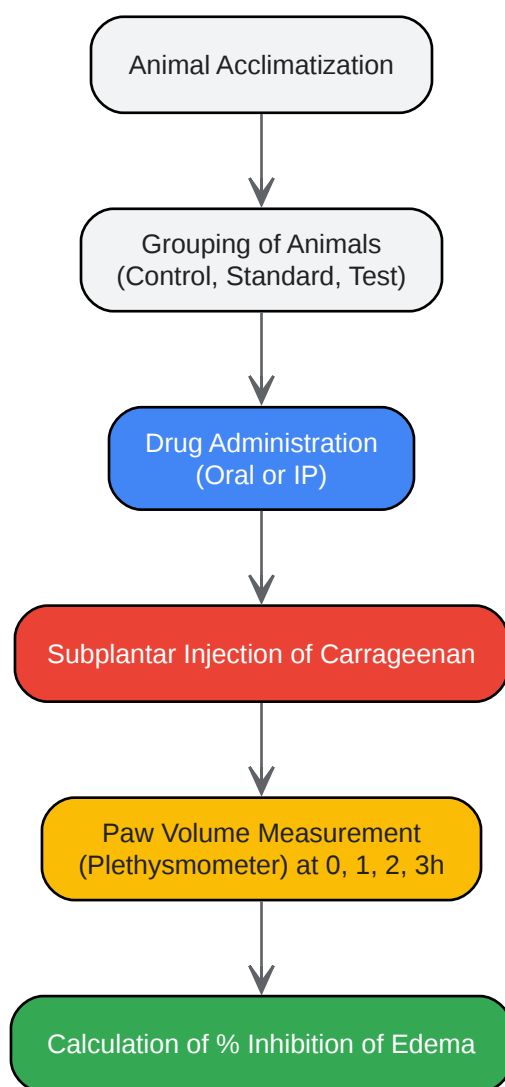 Animal Acclimatization
Grouping of Animals
(Control, Standard, Test)
Drug Administration
(Oral or IP)
Subplantar Injection of Carrageenan
Paw Volume Measurement
(Plethysmometer) at 0, 1, 2, 3h
Calculation of % Inhibition of Edema